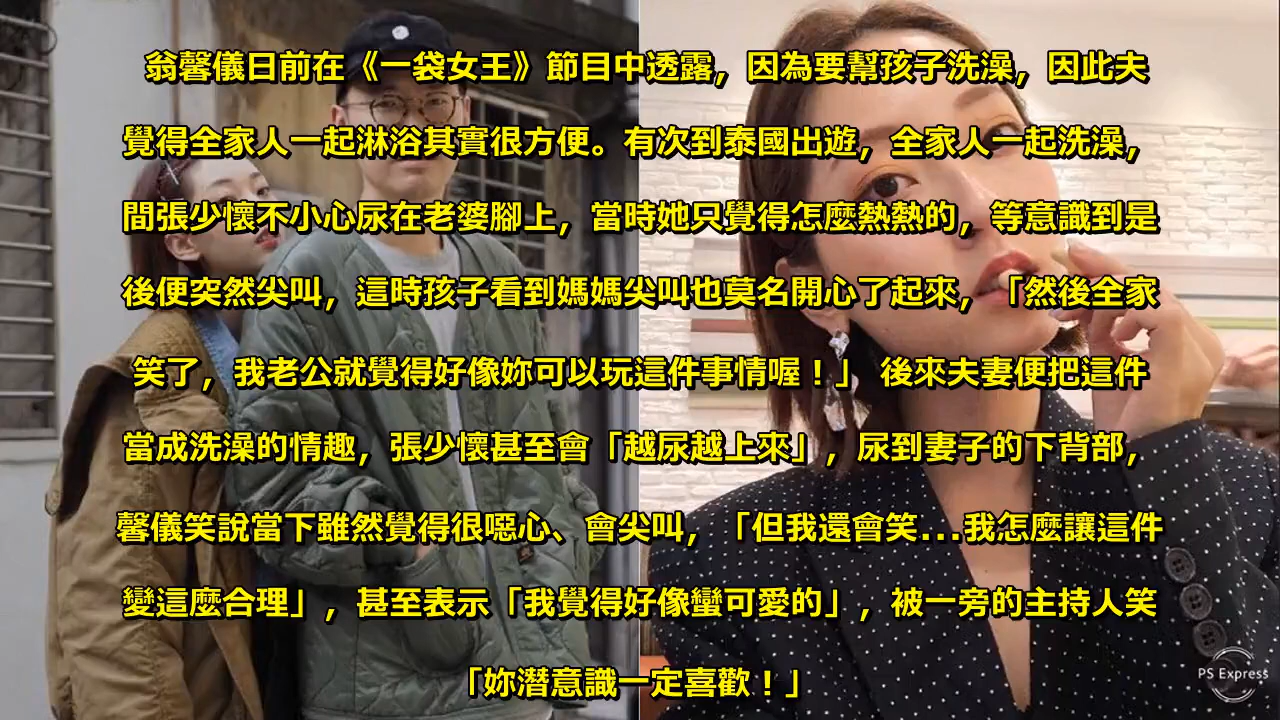 翁馨儀日前在《一袋女王》節目中透露，因為要幫孩子洗澡，因此夫
覺得全家人一起淋浴其實很方便。有次到泰國出遊，全家人一起洗澡，
間張少懷不小心尿在老婆腳上，當時她只覺得怎麼熱熱的，等意識到是
後便突然尖叫，這時孩子看到媽媽尖叫也莫名開心了起來，「然後全家
笑了，我老公就覺得好像妳可以玩這件事情喔！」 後來夫妻便把這件
當成洗澡的情趣，張少懷甚至會「越尿越上來」，尿到妻子的下背部，
馨儀笑說當下雖然覺得很噁心、會尖叫，「但我還會笑...我怎麼讓這件
變這麼合理」，甚至表示「我覺得好像蠻可愛的」，被一旁的主持人笑
「妳潛意識一定喜歡！」
PS Express